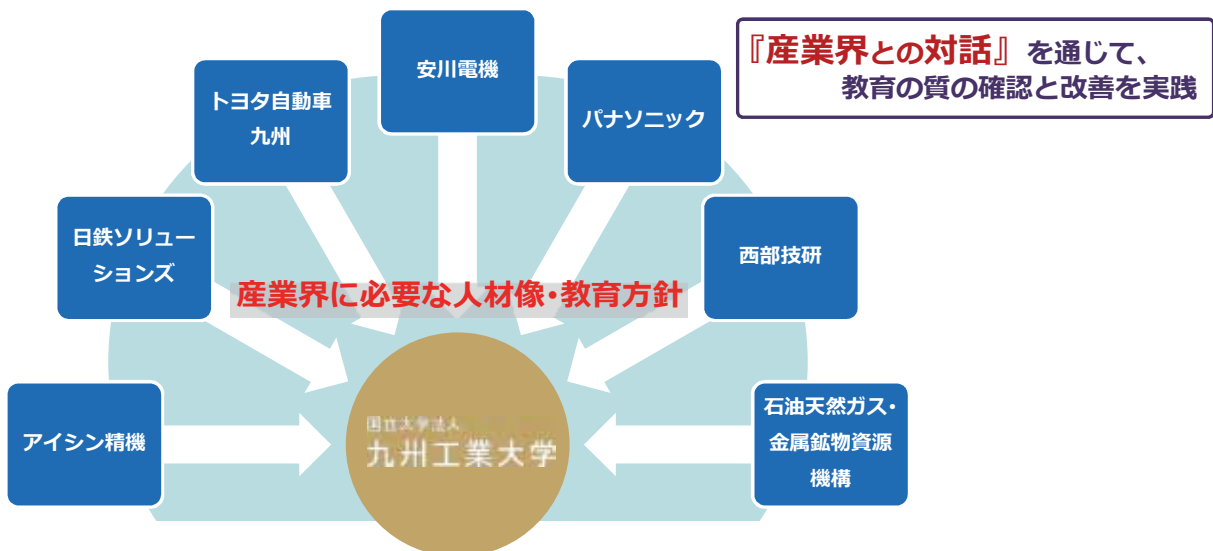 『産業界との対話』を通じて、
教育の質の確認と改善を実践
安川電機
トヨタ自動車
九州
パナソニック
日鉄ソリュー
ションズ
西部技研
産業界に必要な人材像・教育方針
アイシン精機
石油天然ガス・
金属鉱物資源
機構
国立大学法人
九州工業大学